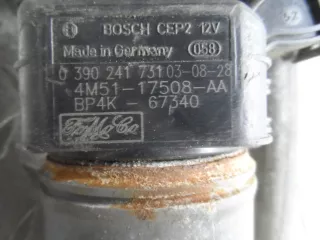 BOSCH CEP2 12V
Made in Germany 058
0 390 241 731 03-08-28
4M51-17508-AA
BP4K - 67340
FoMoCo